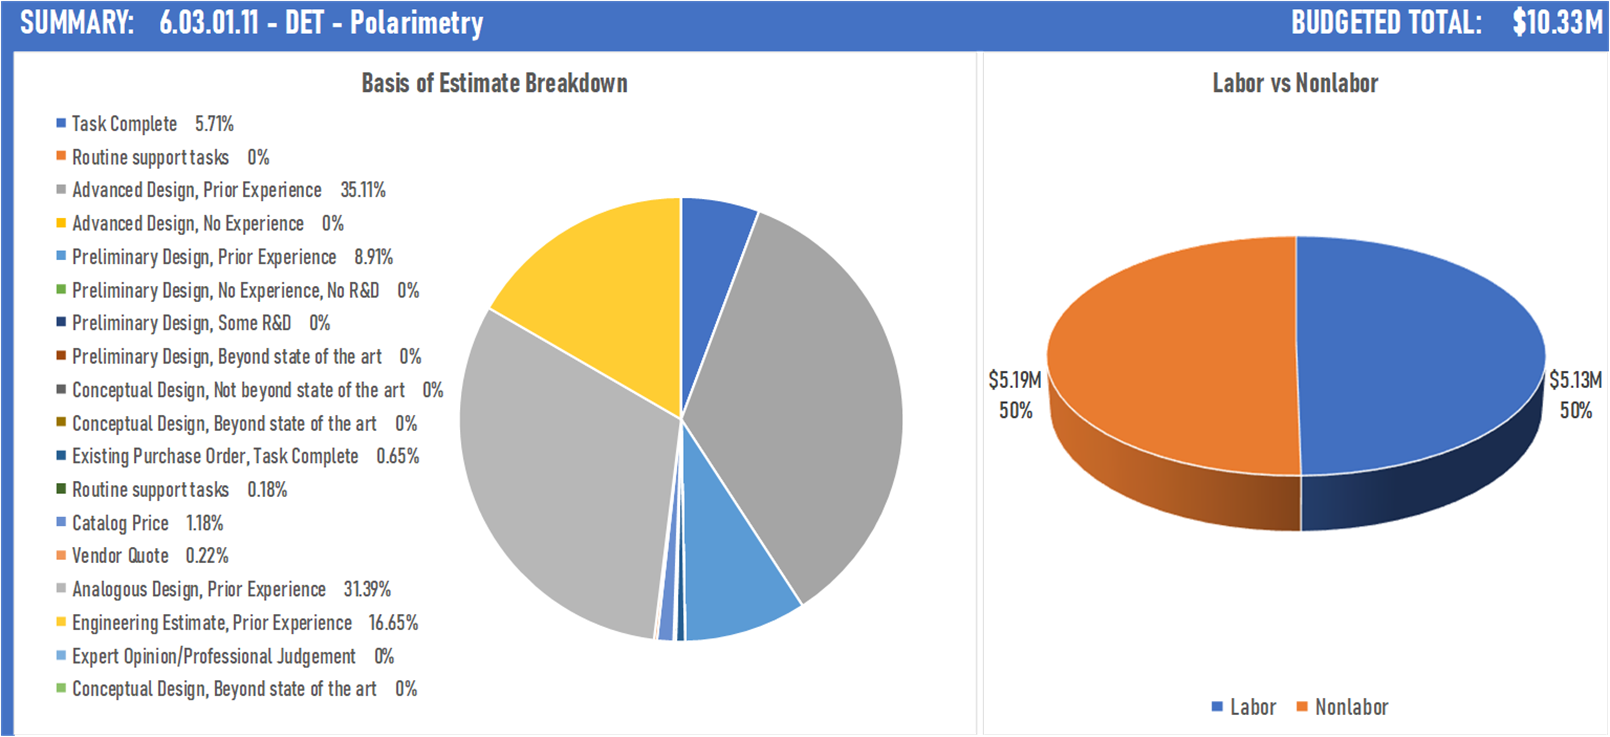 SUMMARY: 6.03.01.11 - DET - Polarimetry BUDGETED TOTAL: $10.33M
Basis of Estimate Breakdown
Task Complete 5.71%
Routine support tasks 0%
Advanced Design, Prior Experience 35.11%
Advanced Design, No Experience 0%
Preliminary Design, Prior Experience 8.91%
Preliminary Design, No Experience, No R&D 0%
Preliminary Design, Some R&D 0%
Preliminary Design, Beyond state of the art 0%
Conceptual Design, Not beyond state of the art 0%
Conceptual Design, Beyond state of the art 0%
Existing Purchase Order, Task Complete 0.65%
Routine support tasks 0.18%
Catalog Price 1.18%
Vendor Quote 0.22%
Analogous Design, Prior Experience 31.39%
Engineering Estimate, Prior Experience 16.65%
Expert Opinion/Professional Judgement 0%
Conceptual Design, Beyond state of the art 0%
Labor vs Nonlabor
$5.19M
50%
$5.13M
50%
Labor Nonlabor